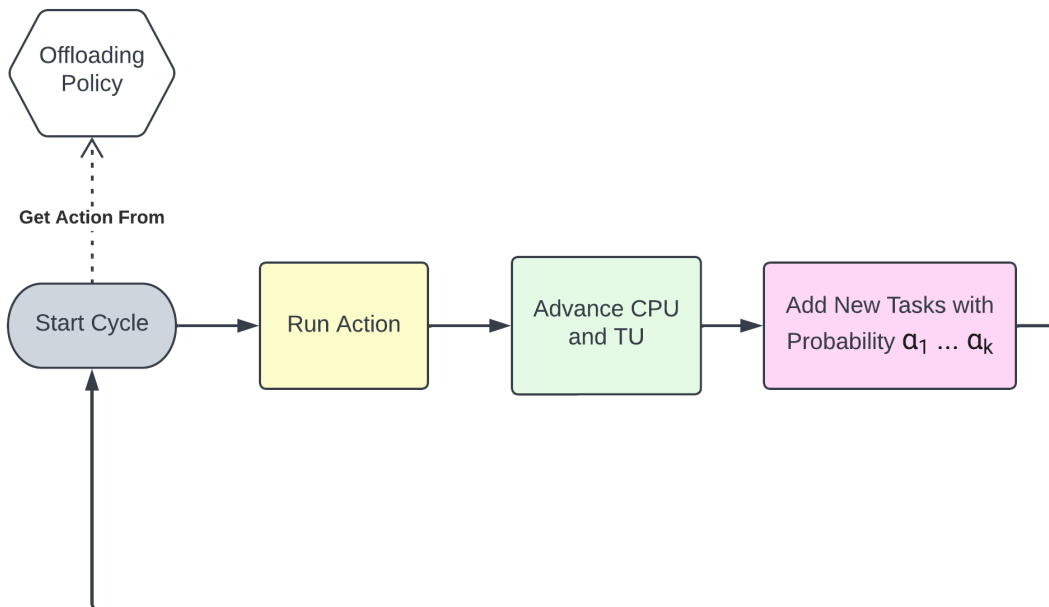 Offloading
Policy
Get Action From
Start Cycle
Run Action
Advance CPU
and TU
Add New Tasks with
Probability α₁ ... αₖ